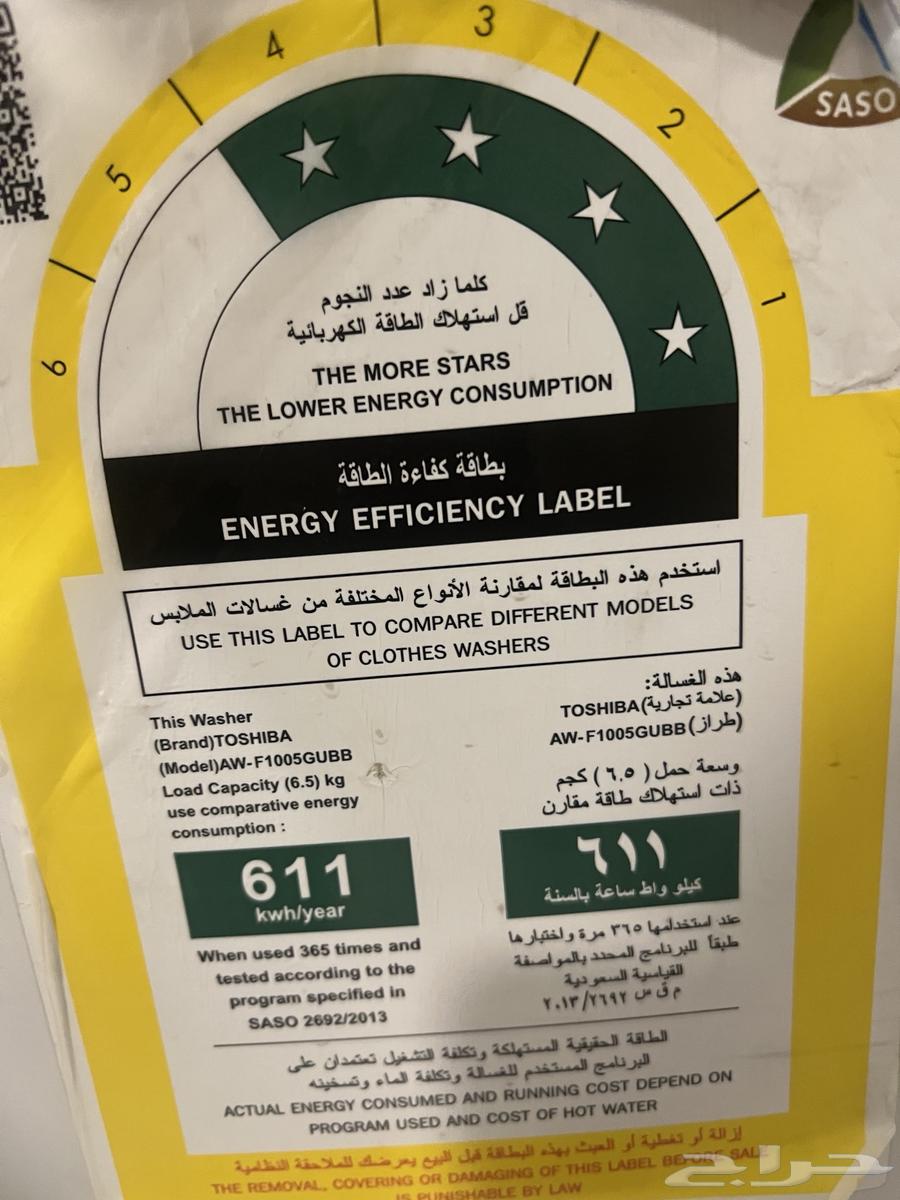 SASO
1
2
3
4
5
6
كلما زاد عدد النجوم
قل استهلاك الطاقة الكهربائية
THE MORE STARS
THE LOWER ENERGY CONSUMPTION
بطاقة كفاءة الطاقة
ENERGY EFFICIENCY LABEL
استخدم هذه البطاقة لمقارنة الأنواع المختلفة من غسالات الملابس
USE THIS LABEL TO COMPARE DIFFERENT MODELS
OF CLOTHES WASHERS
هذه الغسالة:
(علامة تجارية)TOSHIBA
(طراز)AW-F1005GUBB
وسعة حمل (٦.٥) كجم
ذات استهلاك طاقة مقارن
٦١١
كيلو واط ساعة بالسنة
عند استخدامها ٣٦٥ مرة واختبارها
طبقاً للبرنامج المحدد بالمواصفة
القياسية السعودية
م ق س ٢٠١٣/٢٦٩٢
This Washer
(Brand)TOSHIBA
(Model)AW-F1005GUBB
Load Capacity (6.5) kg
use comparative energy
consumption :
611
kwh/year
When used 365 times and
tested according to the
program specified in
SASO 2692/2013
الطاقة الحقيقية المستهلكة وتكلفة التشغيل تعتمدان على
البرنامج المستخدم للغسالة وتكلفة الماء وتسخينه
ACTUAL ENERGY CONSUMED AND RUNNING COST DEPEND ON
PROGRAM USED AND COST OF HOT WATER
إزالة أو تغطية أو العبث بهذه البطاقة قبل البيع يعرضك للملاحقة النظامية
THE REMOVAL, COVERING OR DAMAGING OF THIS LABEL BEFORE SALE
IS PUNISHABLE BY LAW
حراج